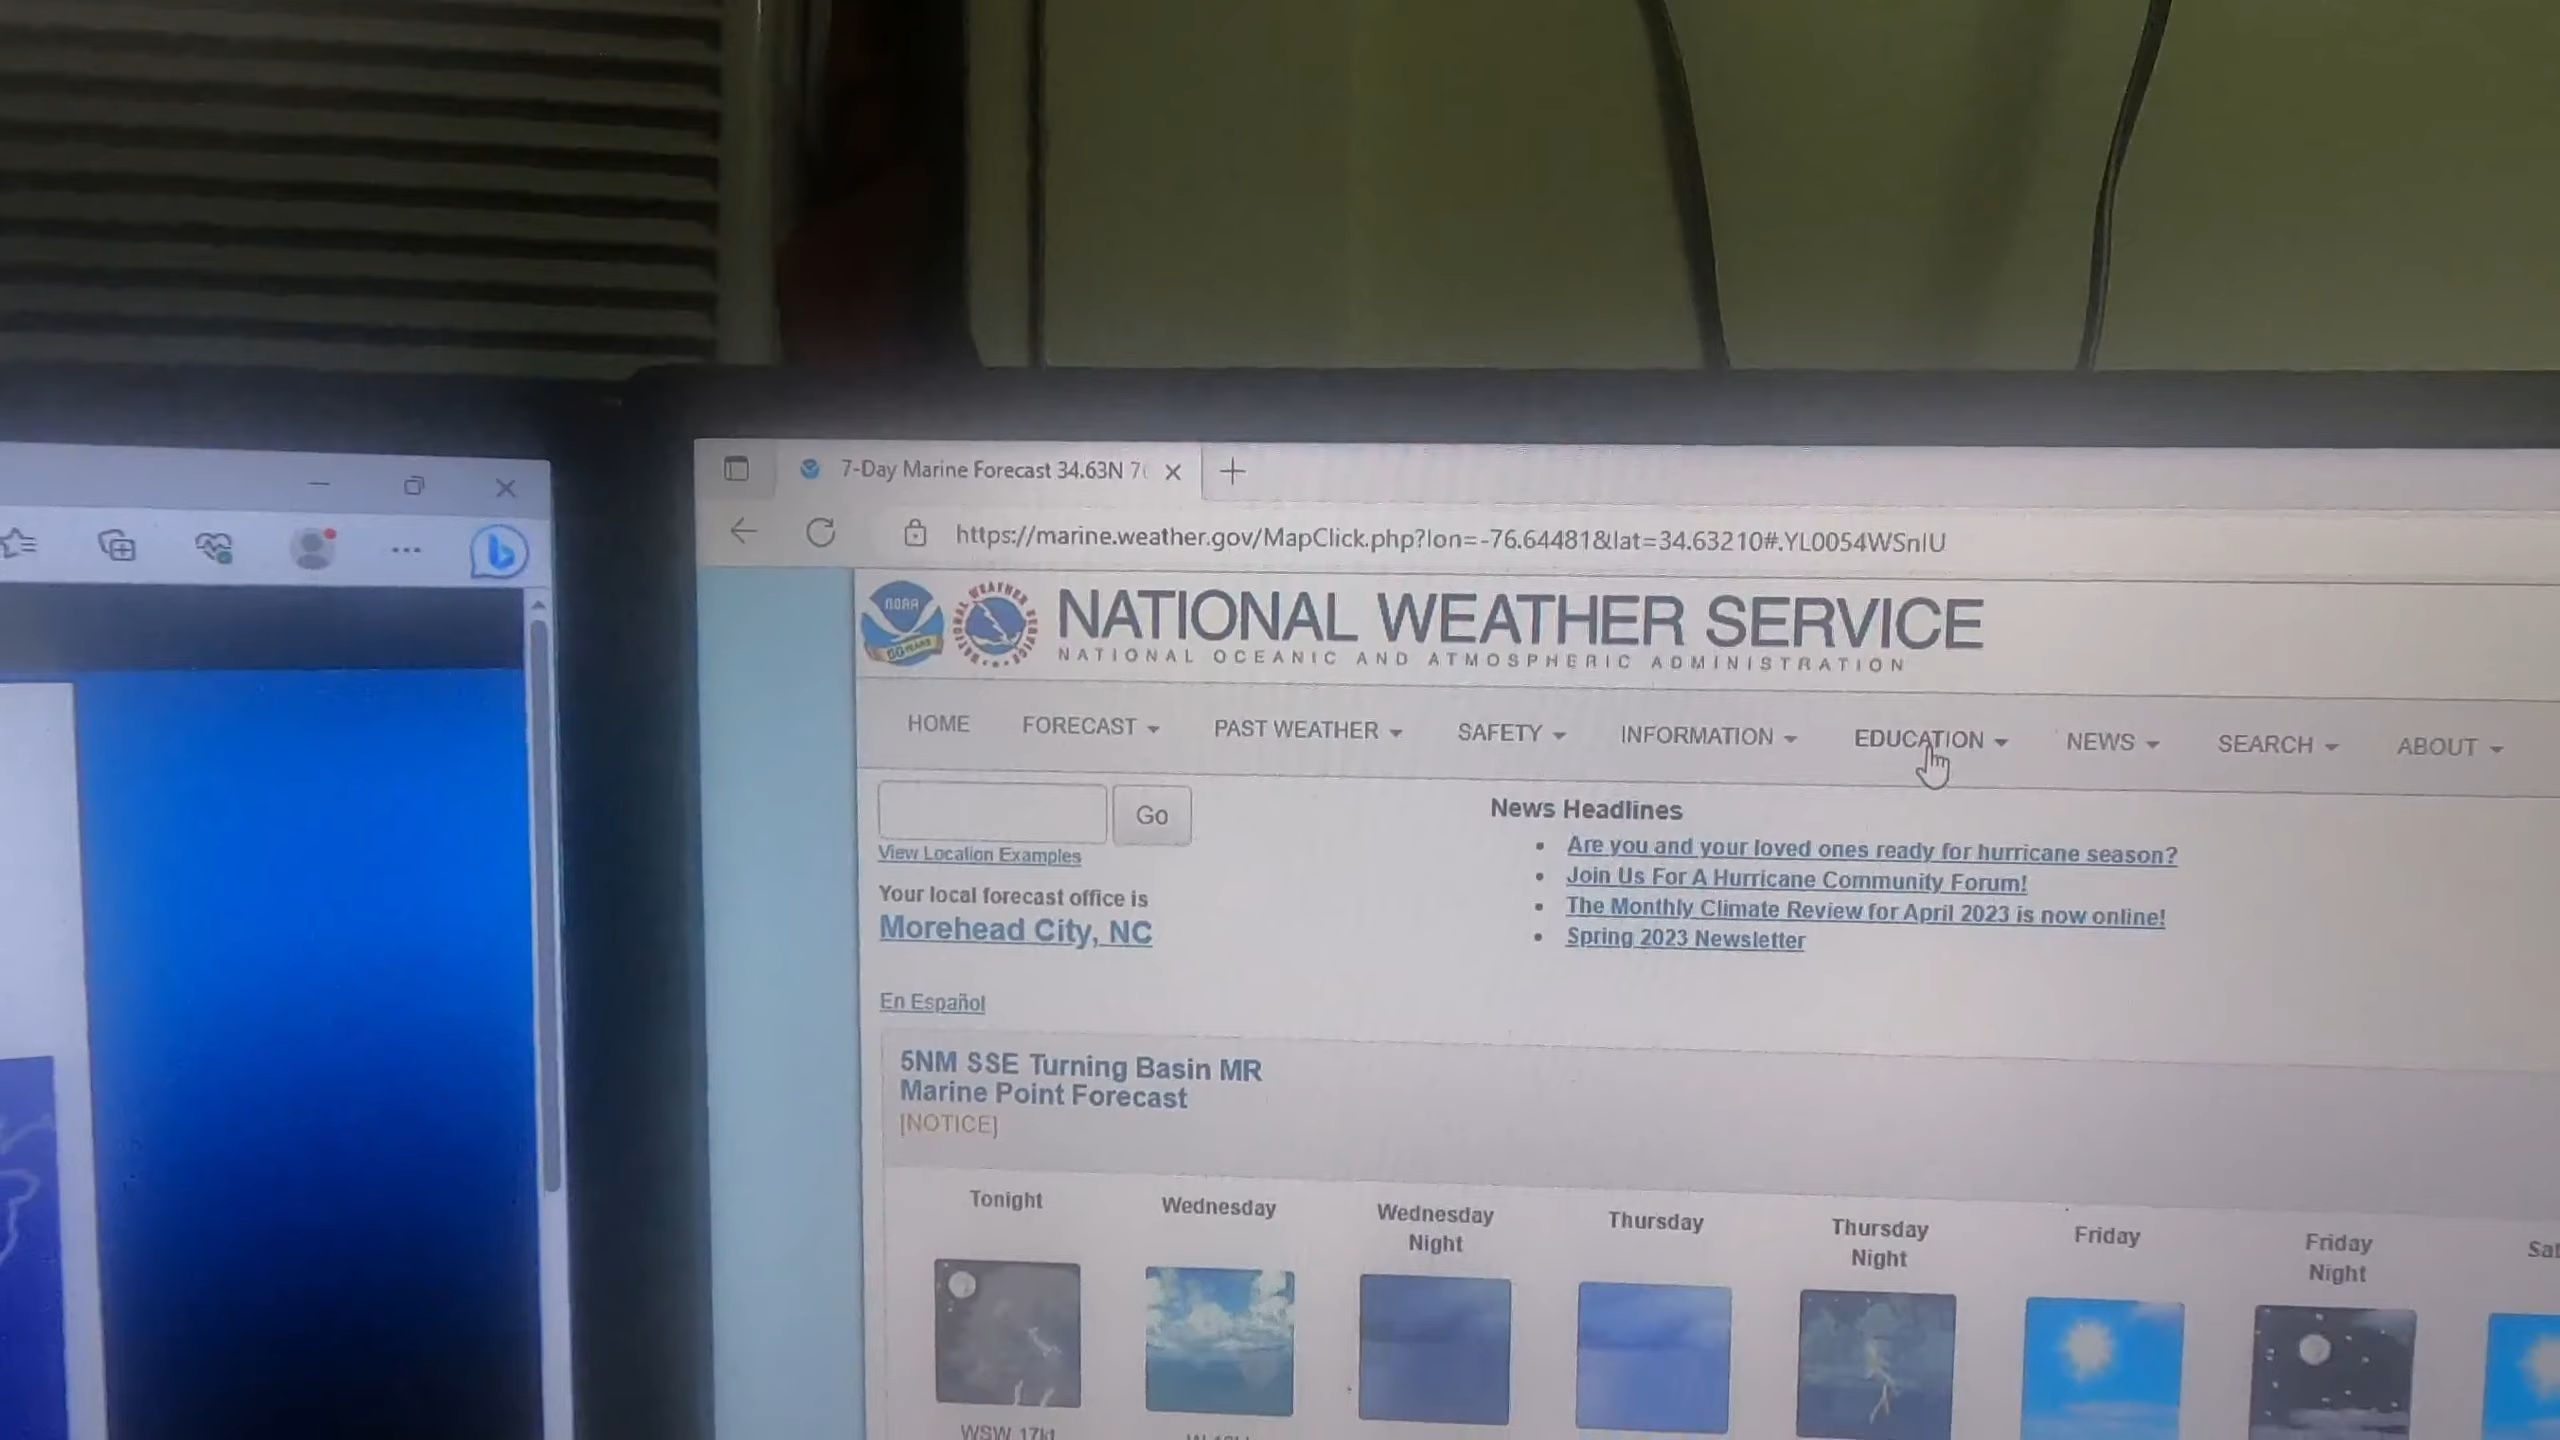 7-Day Marine Forecast 34.63N
https://marine.weather.gov/MapClick.php?lon=-76.64481&lat=34.63210#.YL0054WSnIU
NOAA
NATIONAL WEATHER SERVICE
NATIONAL OCEANIC AND ATMOSPHERIC ADMINISTRATION
HOME FORECAST PAST WEATHER SAFETY INFORMATION EDUCATION NEWS SEARCH ABOUT
Go
View Location Examples
Your local forecast office is
Morehead City, NC
En Español
News Headlines
Are you and your loved ones ready for hurricane season?
Join Us For A Hurricane Community Forum!
The Monthly Climate Review for April 2023 is now online!
Spring 2023 Newsletter
5NM SSE Turning Basin MR
Marine Point Forecast
[NOTICE]
Tonight
Wednesday
Wednesday
Night
Thursday
Thursday
Night
Friday
Friday
Night
WSW 17kt